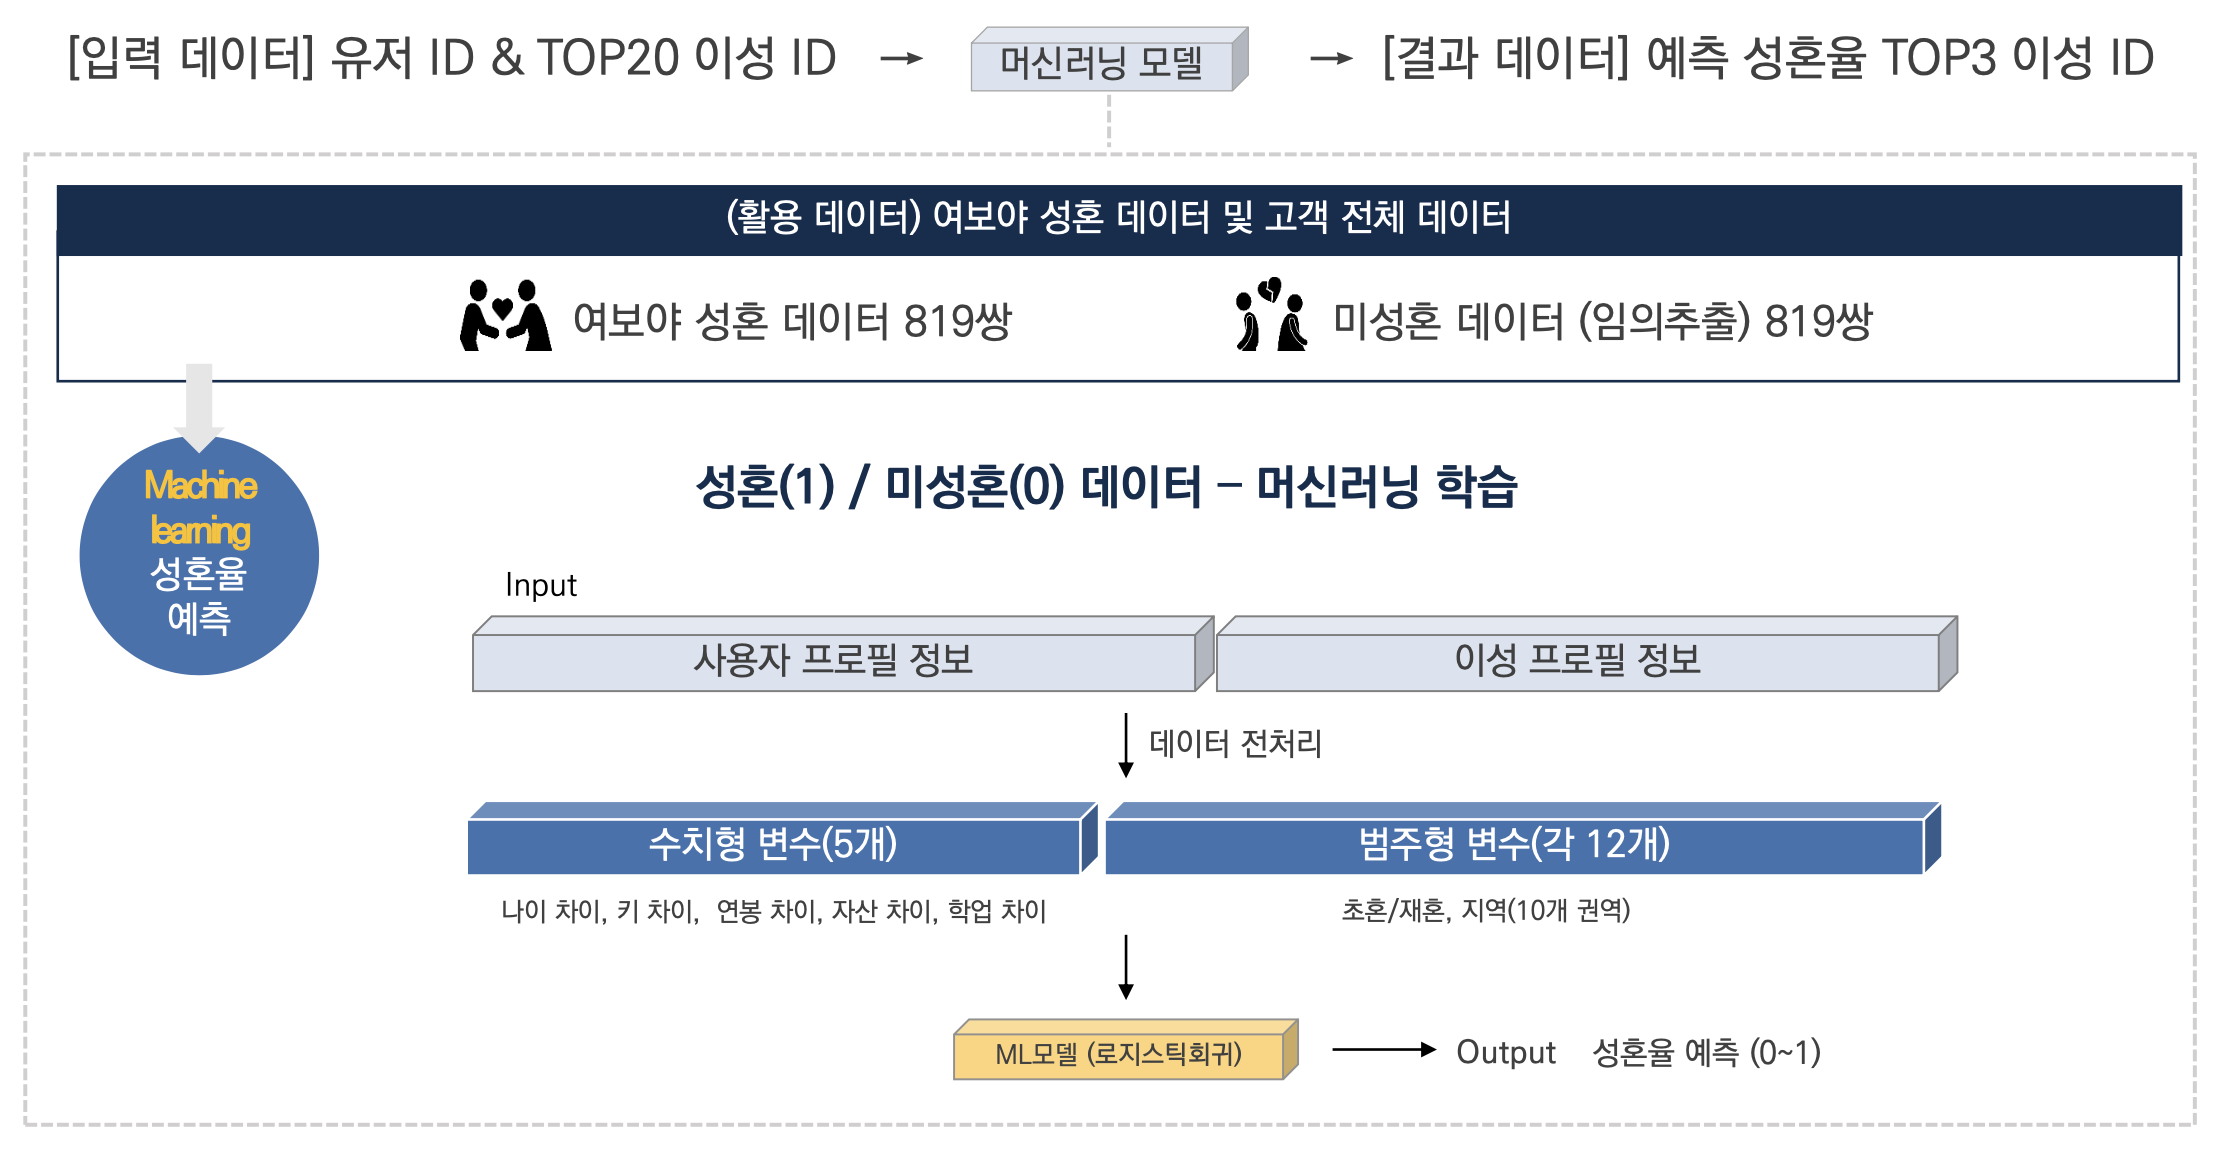 [입력 데이터] 유저 ID & TOP20 이성 ID → 머신러닝 모델 → [결과 데이터] 예측 성혼율 TOP3 이성 ID
(활용 데이터) 여보야 성혼 데이터 및 고객 전체 데이터
여보야 성혼 데이터 819쌍
미성혼 데이터 (임의추출) 819쌍
Machine
learning
성혼율
예측
성혼(1) / 미성혼(0) 데이터 – 머신러닝 학습
Input
사용자 프로필 정보
이성 프로필 정보
데이터 전처리
수치형 변수(5개)
범주형 변수(각 12개)
나이 차이, 키 차이, 연봉 차이, 자산 차이, 학업 차이
초혼/재혼, 지역(10개 권역)
ML모델 (로지스틱회귀)
Output 성혼율 예측 (0~1)